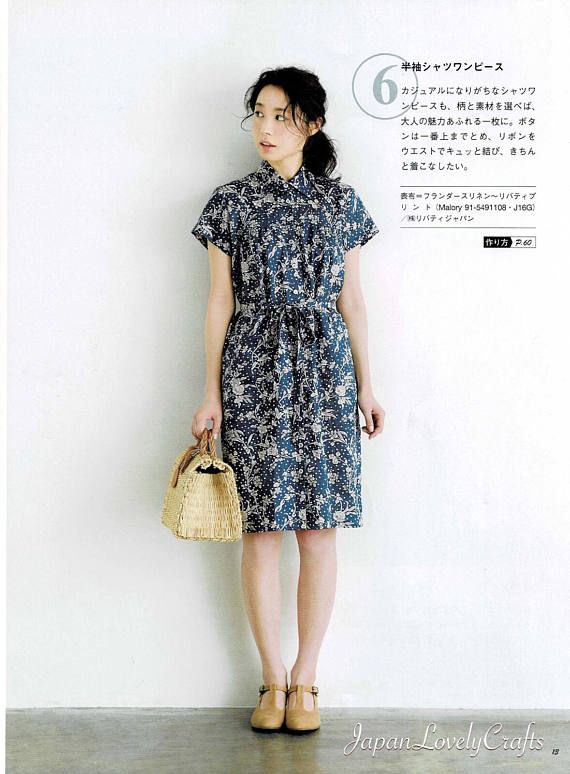 6
半袖シャツワンピース
カジュアルになりがちなシャツワ
ンピースも、柄と素材を選べば、
大人の魅力あふれる一枚に。ボタ
ンは一番上までとめ、リボンを
ウエストでキュッと結び、きちん
と着こなしたい。
表布=フランダースリネン〜リバティプ
リント(Malory 91-5491108・J16G)
/㈱リバティジャパン
作り方 P.60
JapanLovelyCrafts
13